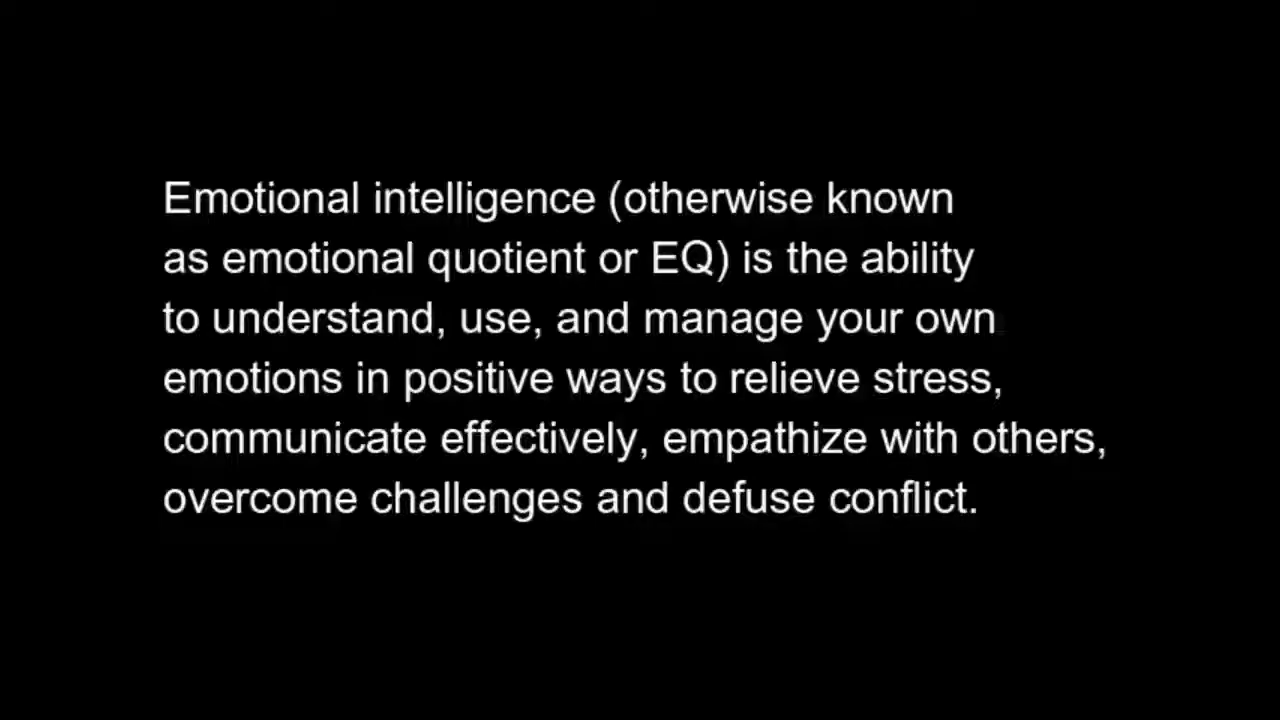 Emotional intelligence (otherwise known
as emotional quotient or EQ) is the ability
to understand, use, and manage your own
emotions in positive ways to relieve stress,
communicate effectively, empathize with others,
overcome challenges and defuse conflict.